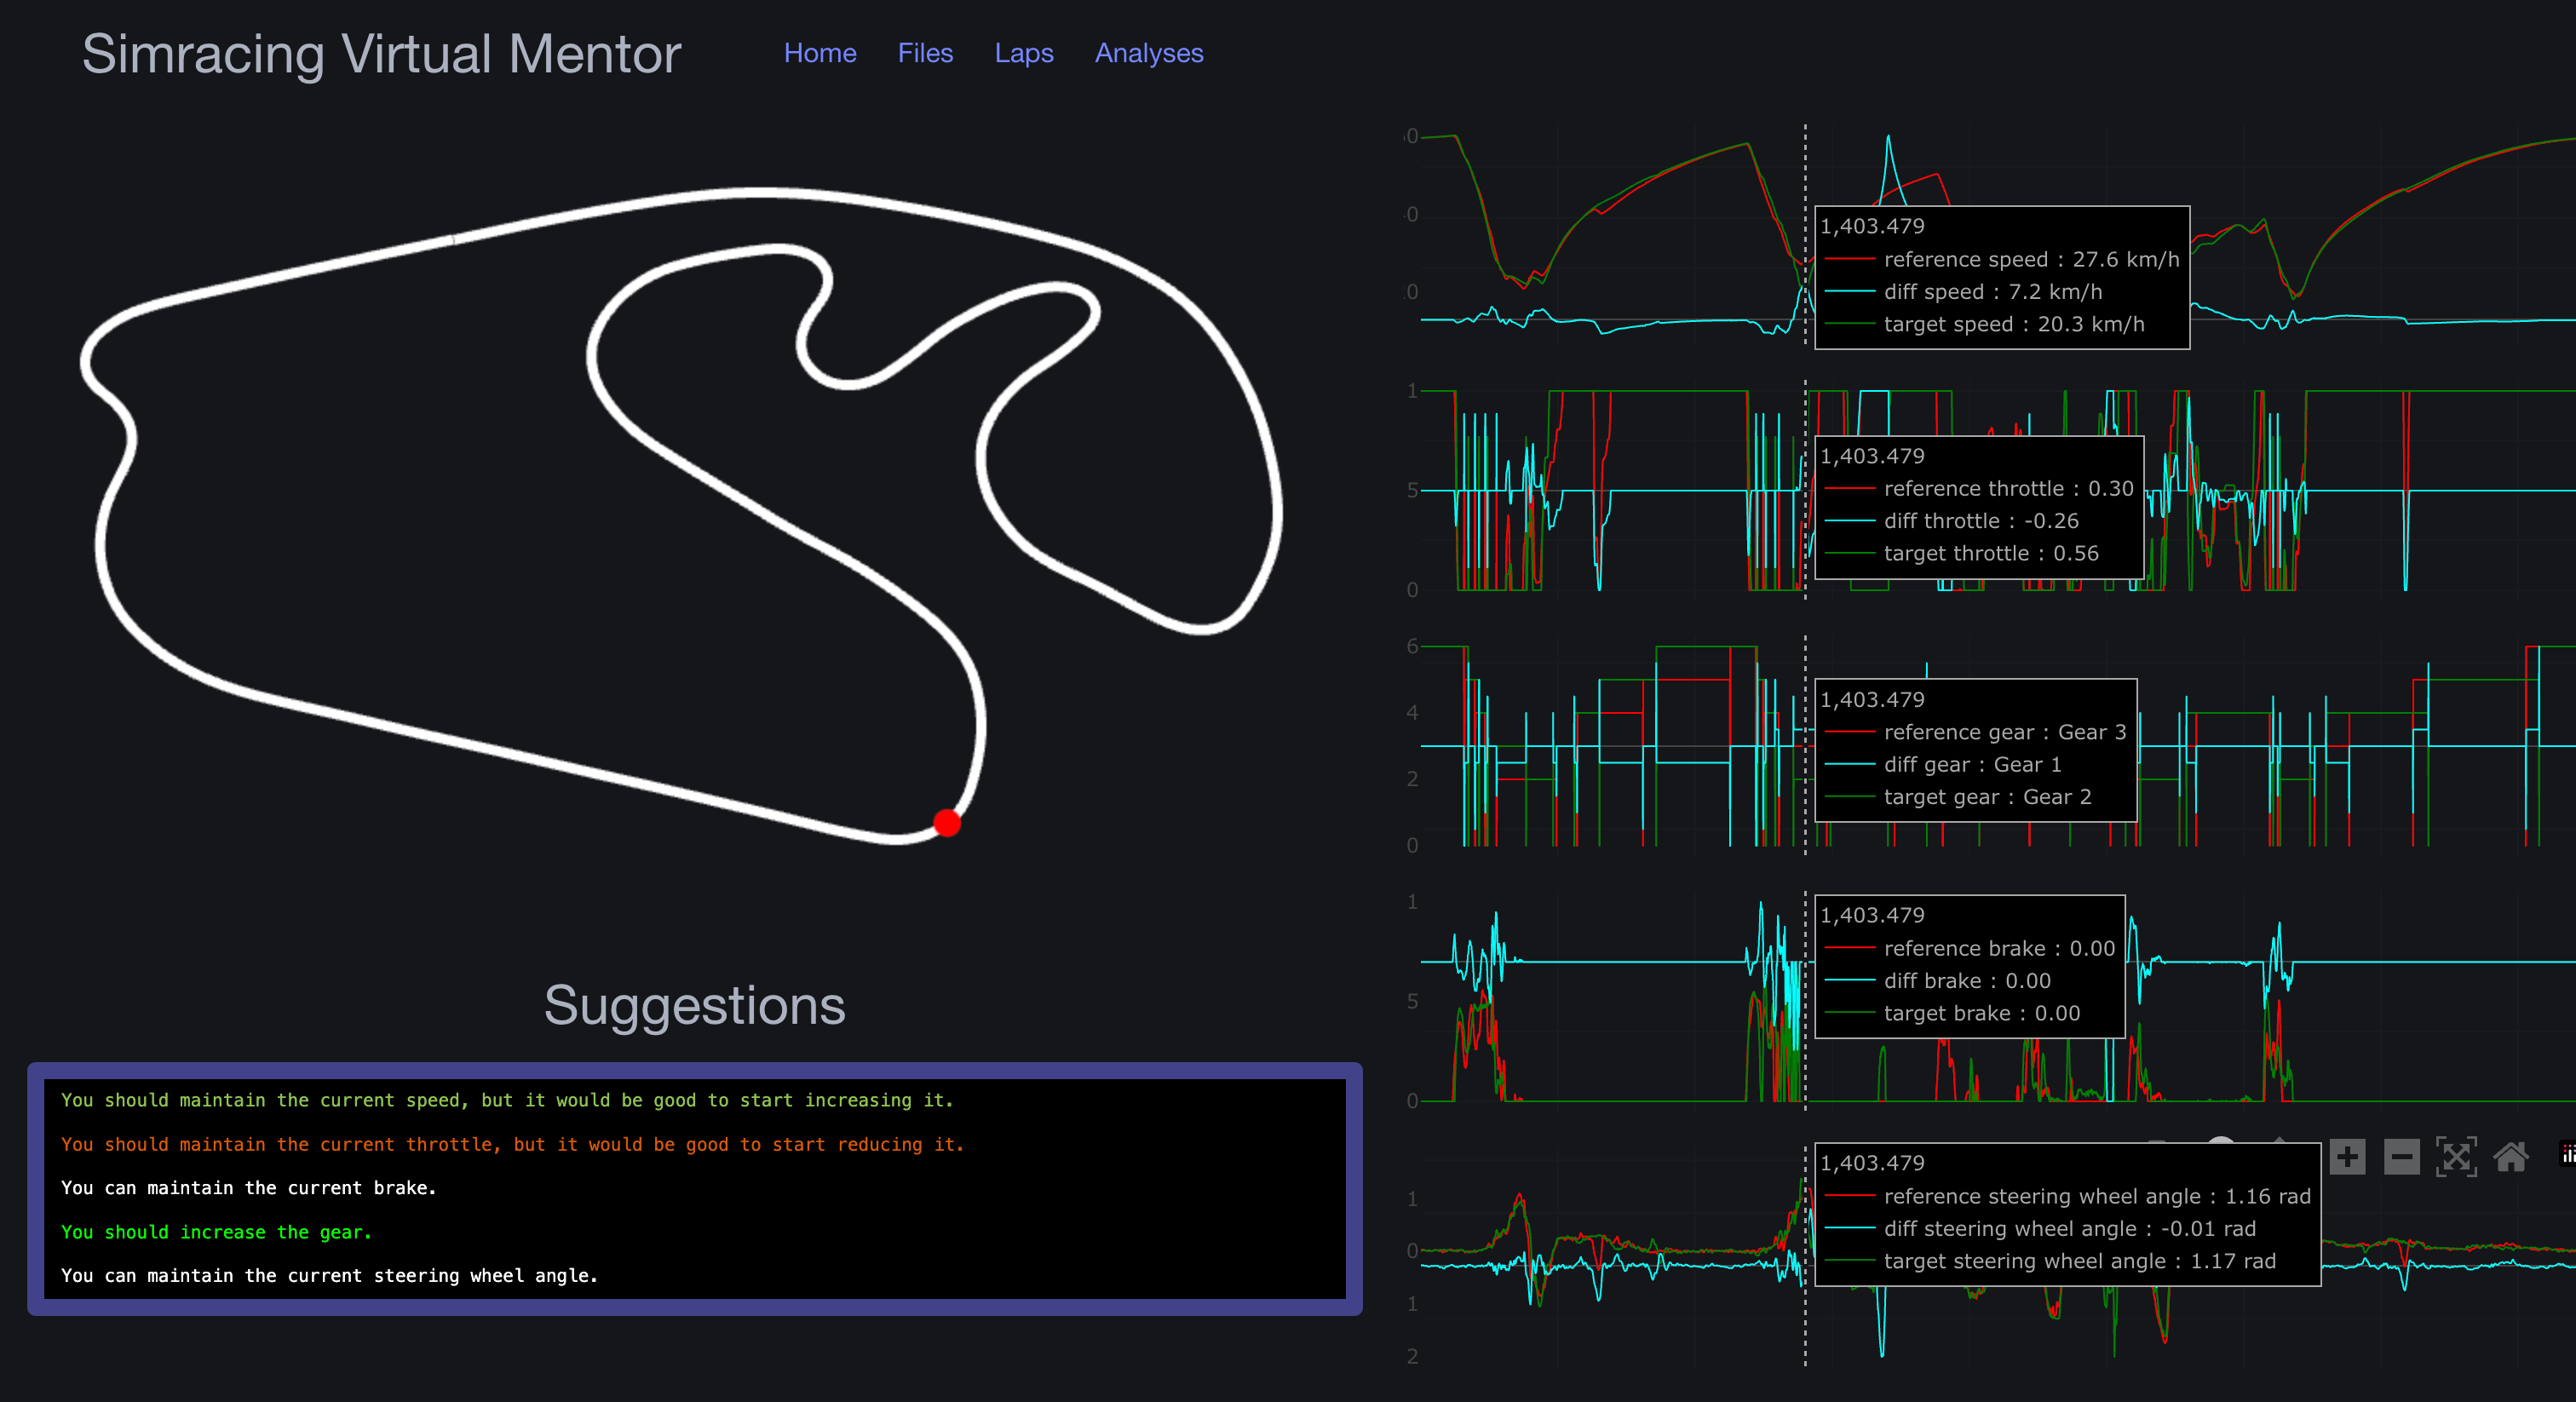 Simracing Virtual Mentor
Home Files Laps Analyses
0
0
0
1,403.479
reference speed : 27.6 km/h
diff speed : 7.2 km/h
target speed : 20.3 km/h
1
5
0
1,403.479
reference throttle : 0.30
diff throttle : -0.26
target throttle : 0.56
6
4
2
0
1,403.479
reference gear : Gear 3
diff gear : Gear 1
target gear : Gear 2
1
5
0
1,403.479
reference brake : 0.00
diff brake : 0.00
target brake : 0.00
1
0
1
2
1,403.479
reference steering wheel angle : 1.16 rad
diff steering wheel angle : -0.01 rad
target steering wheel angle : 1.17 rad
Suggestions
You should maintain the current speed, but it would be good to start increasing it.
You should maintain the current throttle, but it would be good to start reducing it.
You can maintain the current brake.
You should increase the gear.
You can maintain the current steering wheel angle.